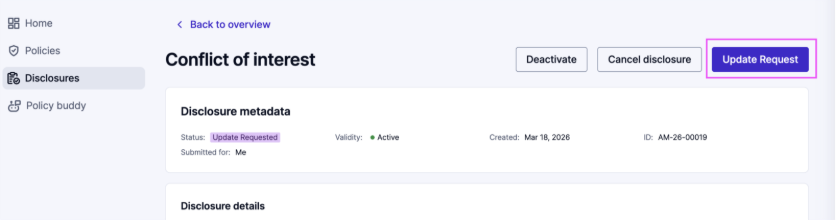 Home
Policies
Disclosures
Policy buddy
Back to overview
Conflict of interest
Deactivate
Cancel disclosure
Update Request
Disclosure metadata
Status: Update Requested
Validity: Active
Created: Mar 18, 2026
ID: AM-26-00019
Submitted for: Me
Disclosure details